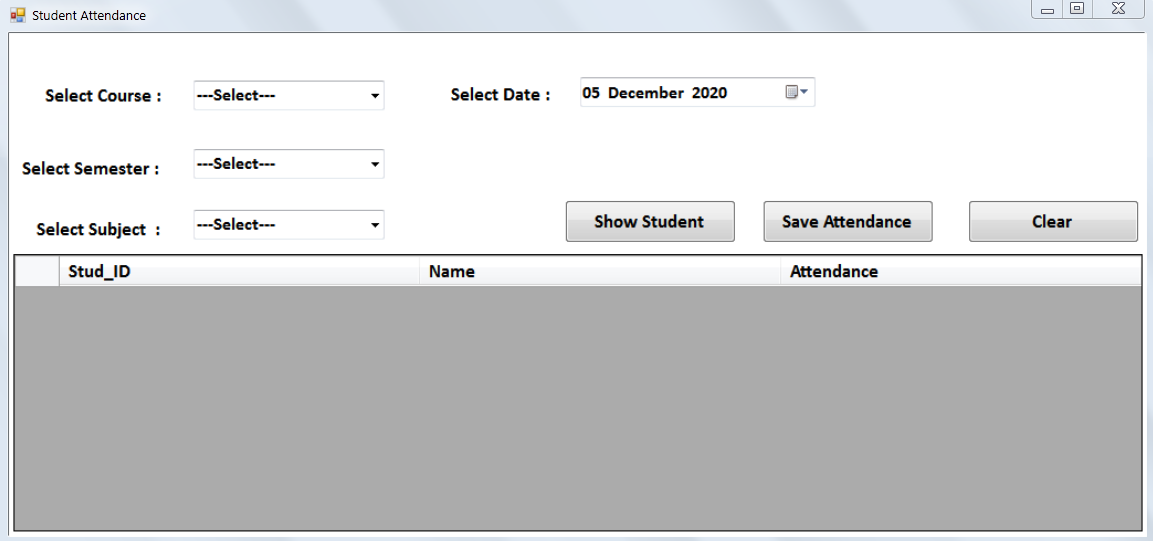 Student Attendance
Select Course :
---Select---
Select Date :
05 December 2020
Select Semester :
---Select---
Select Subject :
---Select---
Show Student
Save Attendance
Clear
Stud_ID
Name
Attendance